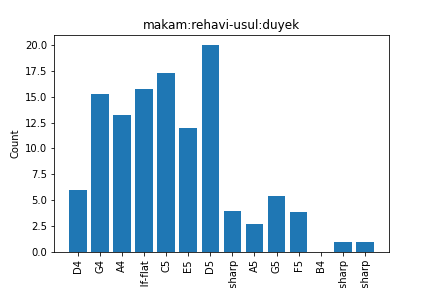 makam:rehavi-usul:duyek
20.0
17.5
15.0
12.5
10.0
7.5
5.0
2.5
0.0
Count
D4
G4
A4
lf-flat
C5
E5
D5
sharp
A5
G5
F5
B4
sharp
sharp